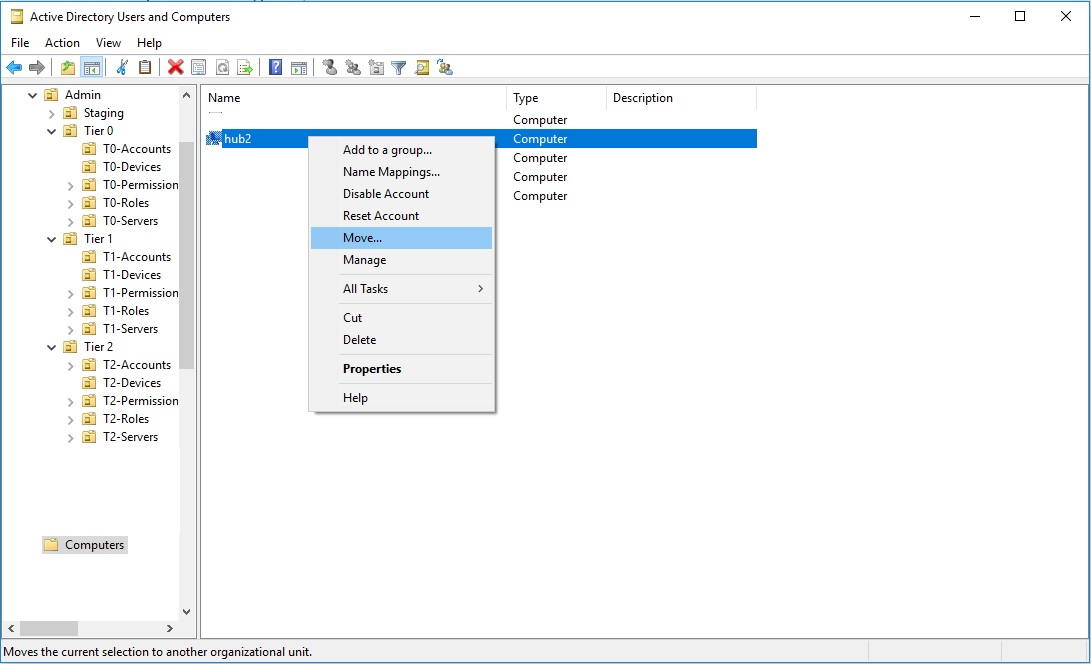 Active Directory Users and Computers
File Action View Help
Name Type Description
Admin
Staging
Tier 0
T0-Accounts
T0-Devices
T0-Permission
T0-Roles
T0-Servers
Tier 1
T1-Accounts
T1-Devices
T1-Permission
T1-Roles
T1-Servers
Tier 2
T2-Accounts
T2-Devices
T2-Permission
T2-Roles
T2-Servers
Computers
Computer
hub2 Computer
Computer
Computer
Computer
Add to a group...
Name Mappings...
Disable Account
Reset Account
Move...
Manage
All Tasks
Cut
Delete
Properties
Help
Moves the current selection to another organizational unit.